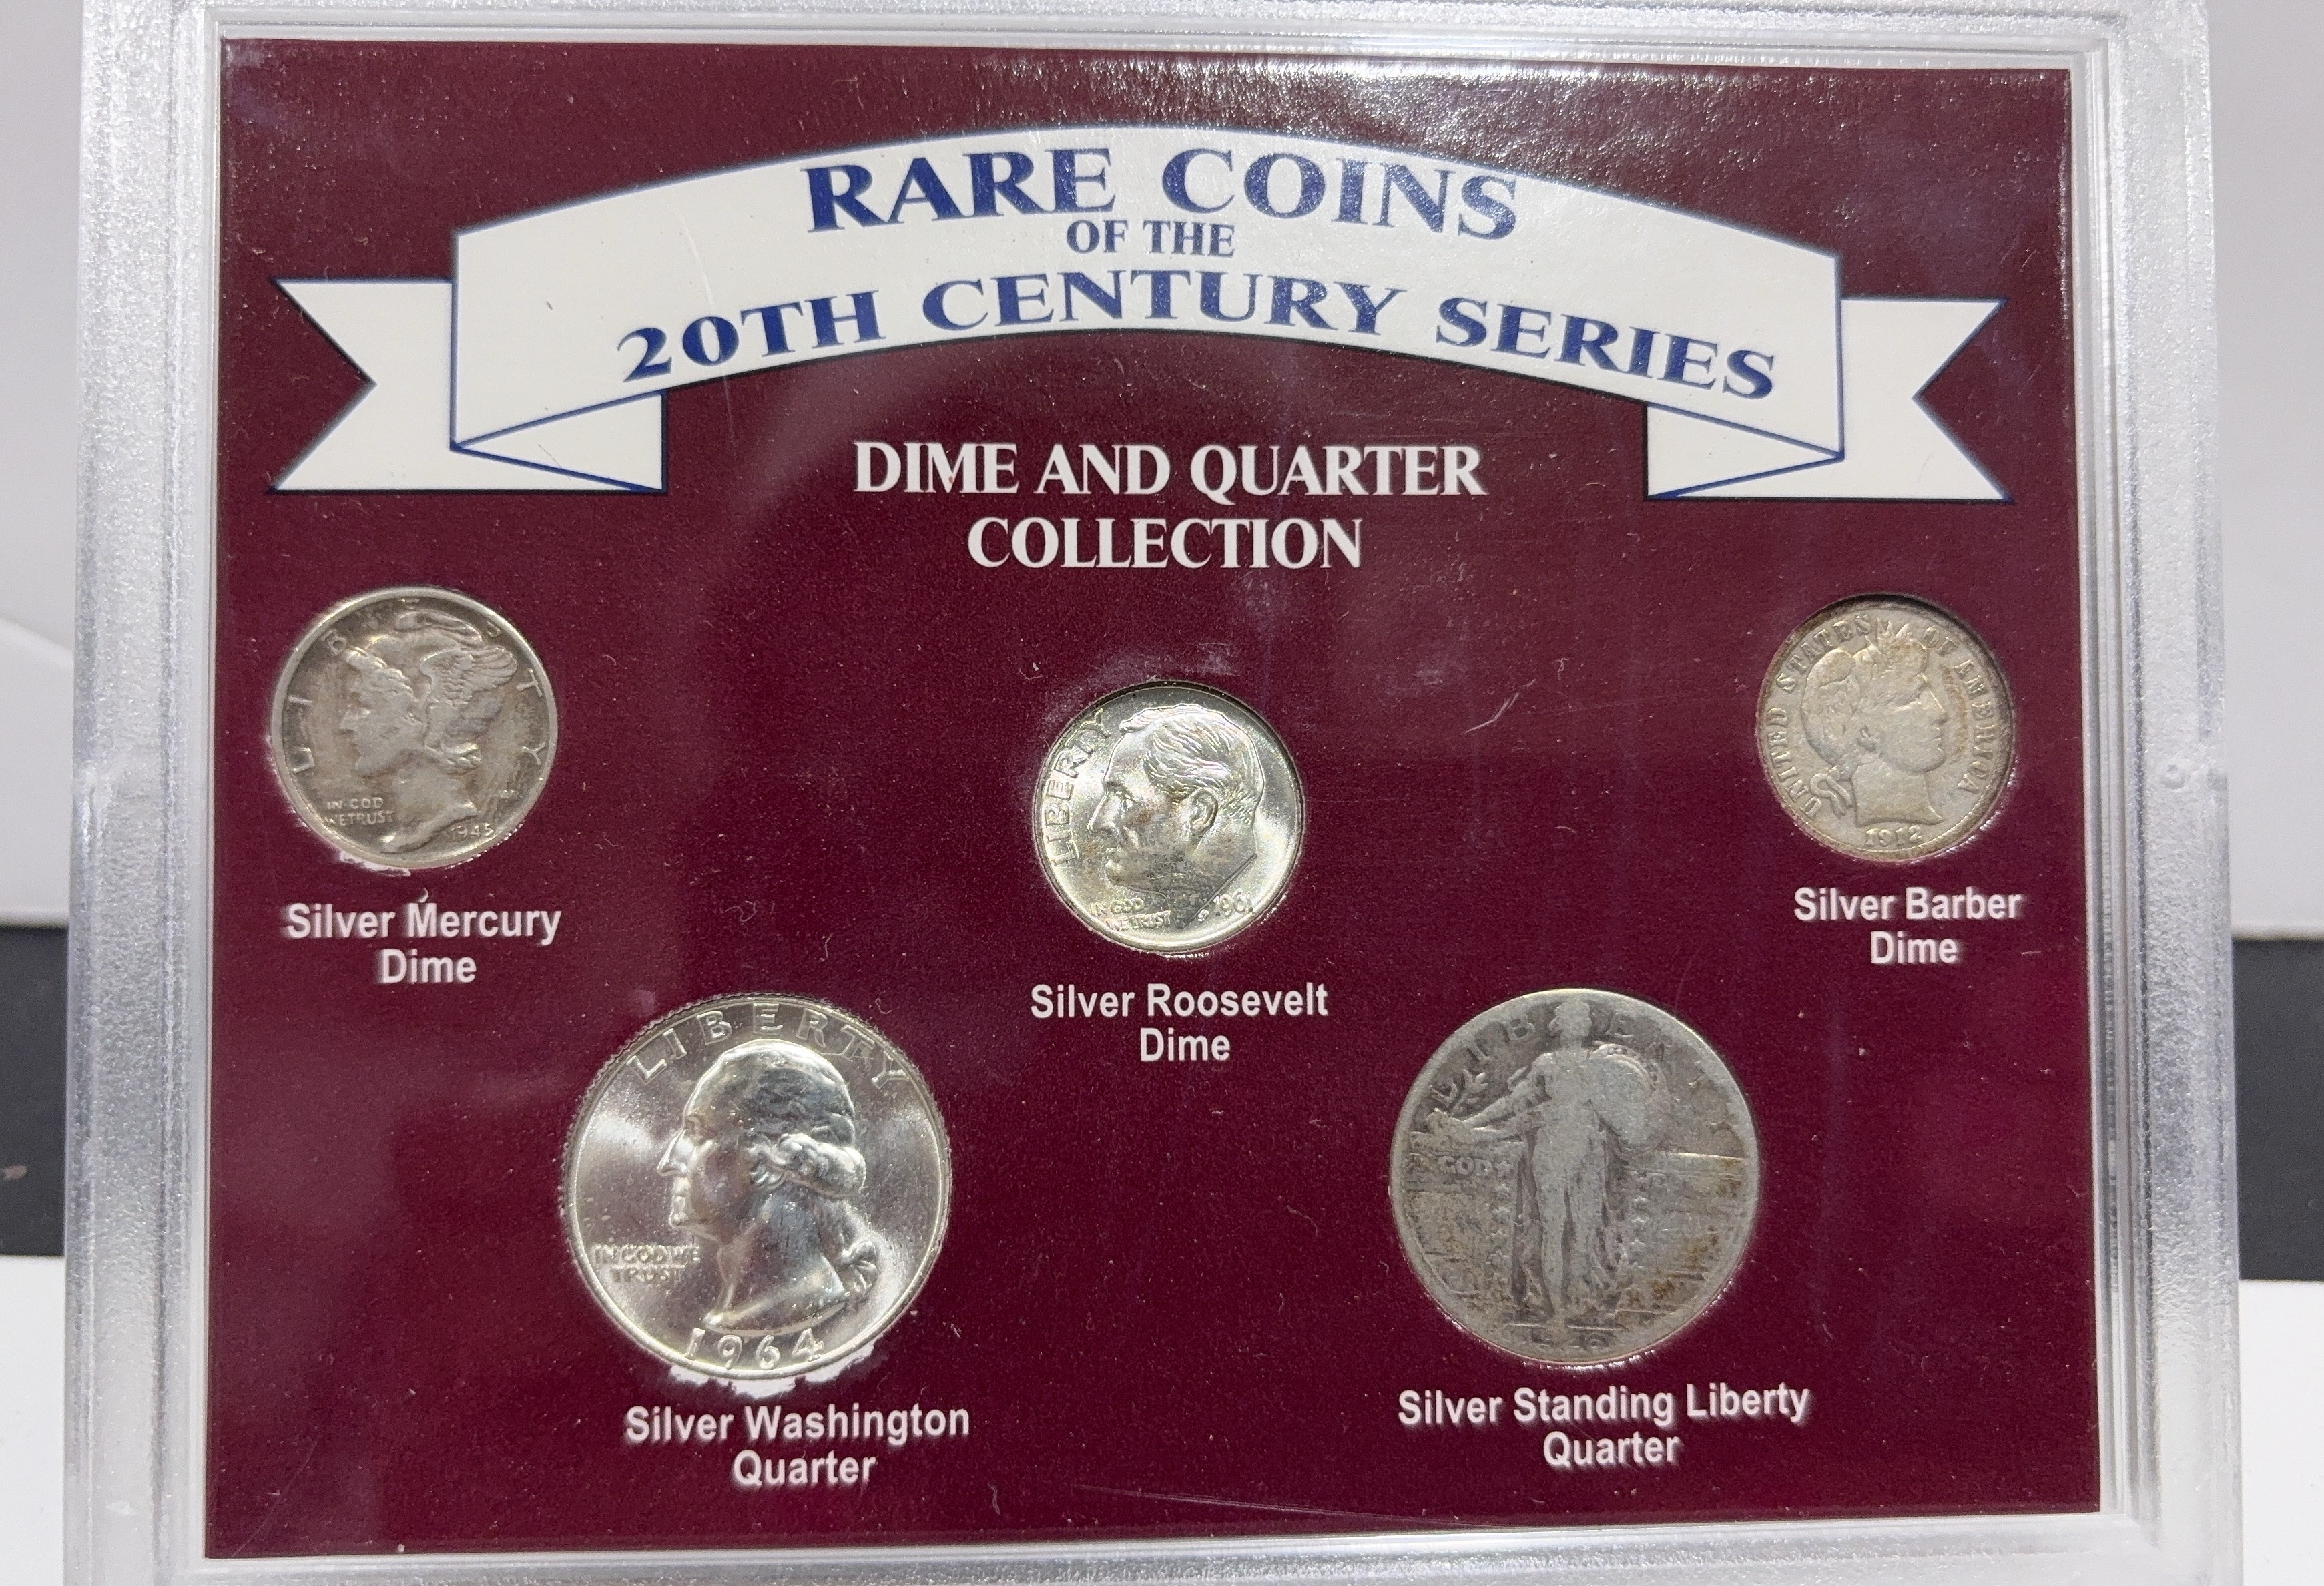 RARE COINS
OF THE
20TH CENTURY SERIES
DIME AND QUARTER
COLLECTION
LIBERTY
IN GOD
WE TRUST
1945
Silver Mercury
Dime
LIBERTY
IN GOD
WE TRUST
Silver Roosevelt
Dime
UNITED STATES OF AMERICA
1912
Silver Barber
Dime
LIBERTY
IN GOD WE
TRUST
1964
Silver Washington
Quarter
LIBERTY
GOD
Silver Standing Liberty
Quarter